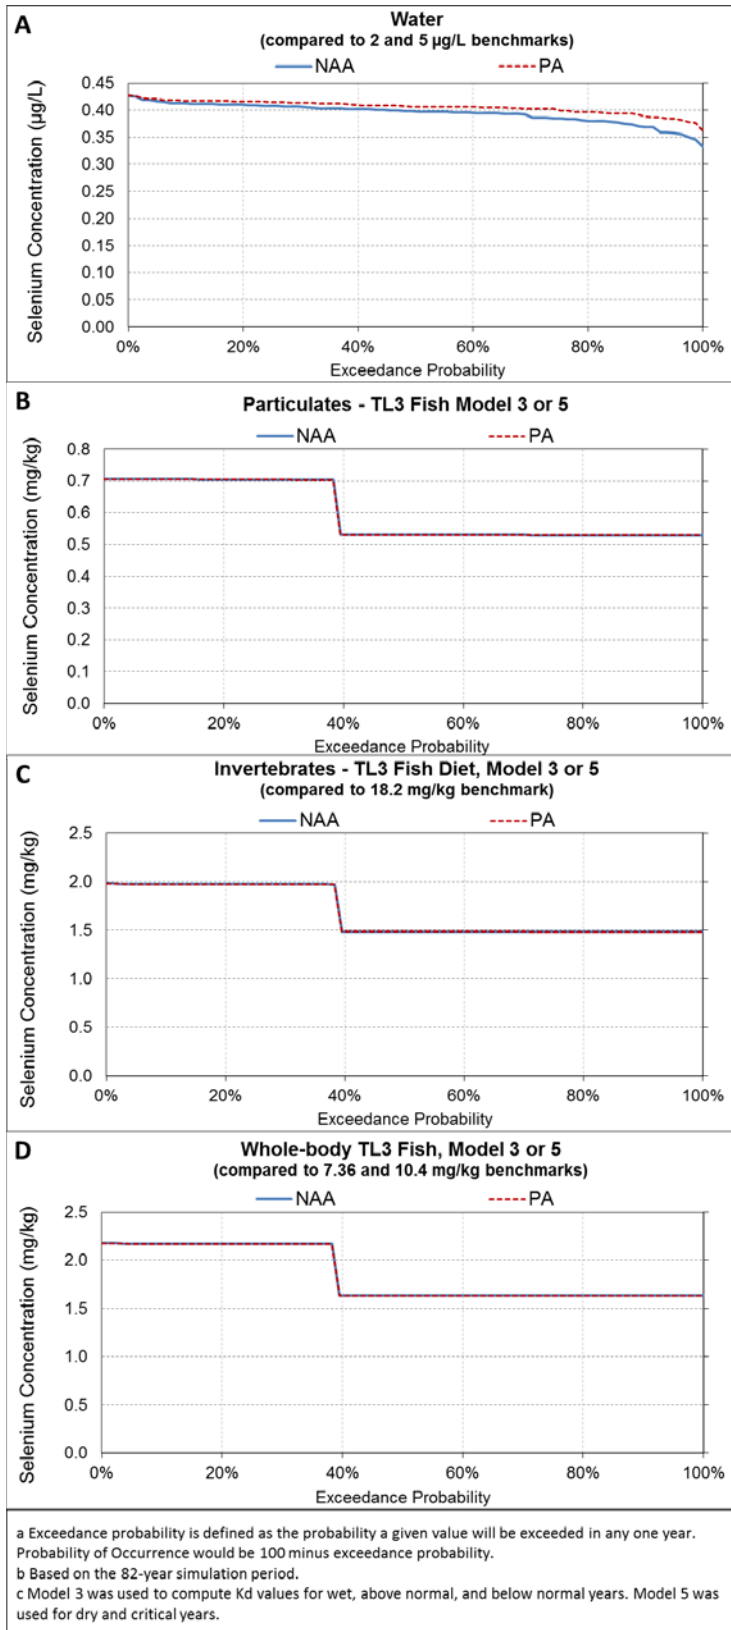 A
Water
(compared to 2 and 5 µg/L benchmarks)
NAA
PA
Selenium Concentration (µg/L)
0.45
0.40
0.35
0.30
0.25
0.20
0.15
0.10
0.05
0.00
0%
20%
40%
60%
80%
100%
Exceedance Probability
B
Particulates - TL3 Fish Model 3 or 5
NAA
PA
Selenium Concentration (mg/kg)
0.8
0.7
0.6
0.5
0.4
0.3
0.2
0.1
0.0
0%
20%
40%
60%
80%
100%
Exceedance Probability
C
Invertebrates - TL3 Fish Diet, Model 3 or 5
(compared to 18.2 mg/kg benchmark)
NAA
PA
Selenium Concentration (mg/kg)
2.5
2.0
1.5
1.0
0.5
0.0
0%
20%
40%
60%
80%
100%
Exceedance Probability
D
Whole-body TL3 Fish, Model 3 or 5
(compared to 7.36 and 10.4 mg/kg benchmarks)
NAA
PA
Selenium Concentration (mg/kg)
2.5
2.0
1.5
1.0
0.5
0.0
0%
20%
40%
60%
80%
100%
Exceedance Probability
a Exceedance probability is defined as the probability a given value will be exceeded in any one year.
Probability of Occurrence would be 100 minus exceedance probability.
b Based on the 82-year simulation period.
c Model 3 was used to compute Kd values for wet, above normal, and below normal years. Model 5 was
used for dry and critical years.